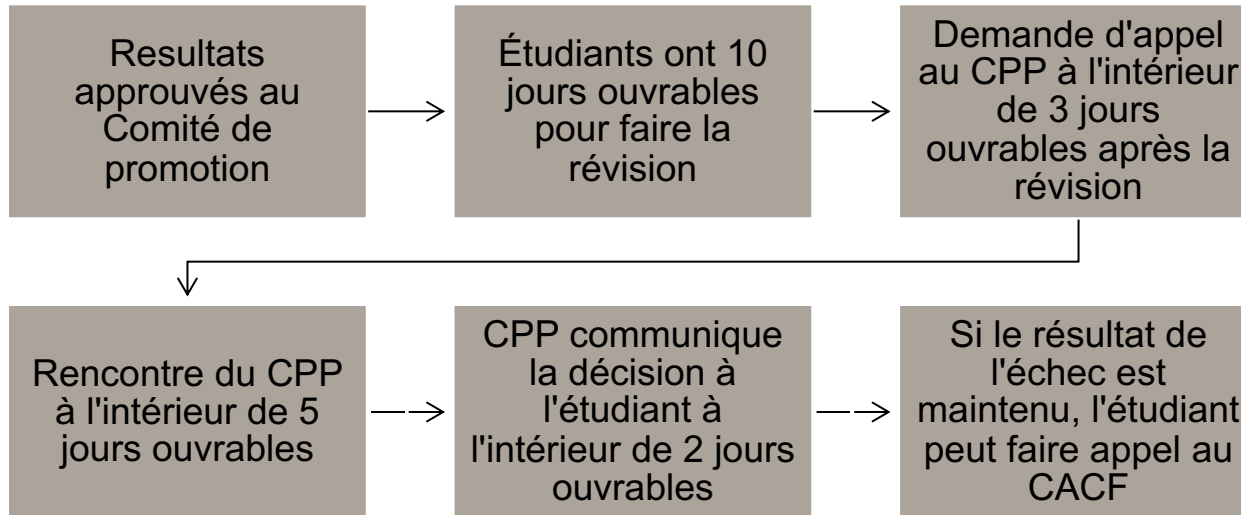 Resultats
approuvés au
Comité de
promotion
Étudiants ont 10
jours ouvrables
pour faire la
révision
Demande d'appel
au CPP à l'intérieur
de 3 jours
ouvrables après la
révision
Rencontre du CPP
à l'intérieur de 5
jours ouvrables
CPP communique
la décision à
l'étudiant à
l'intérieur de 2 jours
ouvrables
Si le résultat de
l'échec est
maintenu, l'étudiant
peut faire appel au
CACF